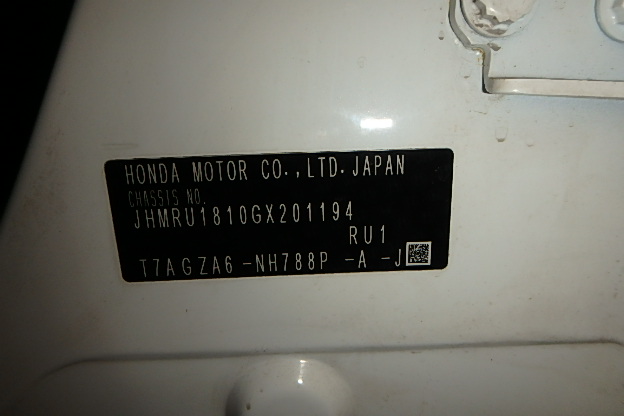 HONDA MOTOR CO.,LTD.JAPAN
CHASSIS NO.
JHMRU1810GX201194
RU1
T7AGZA6-NH788P -A -J